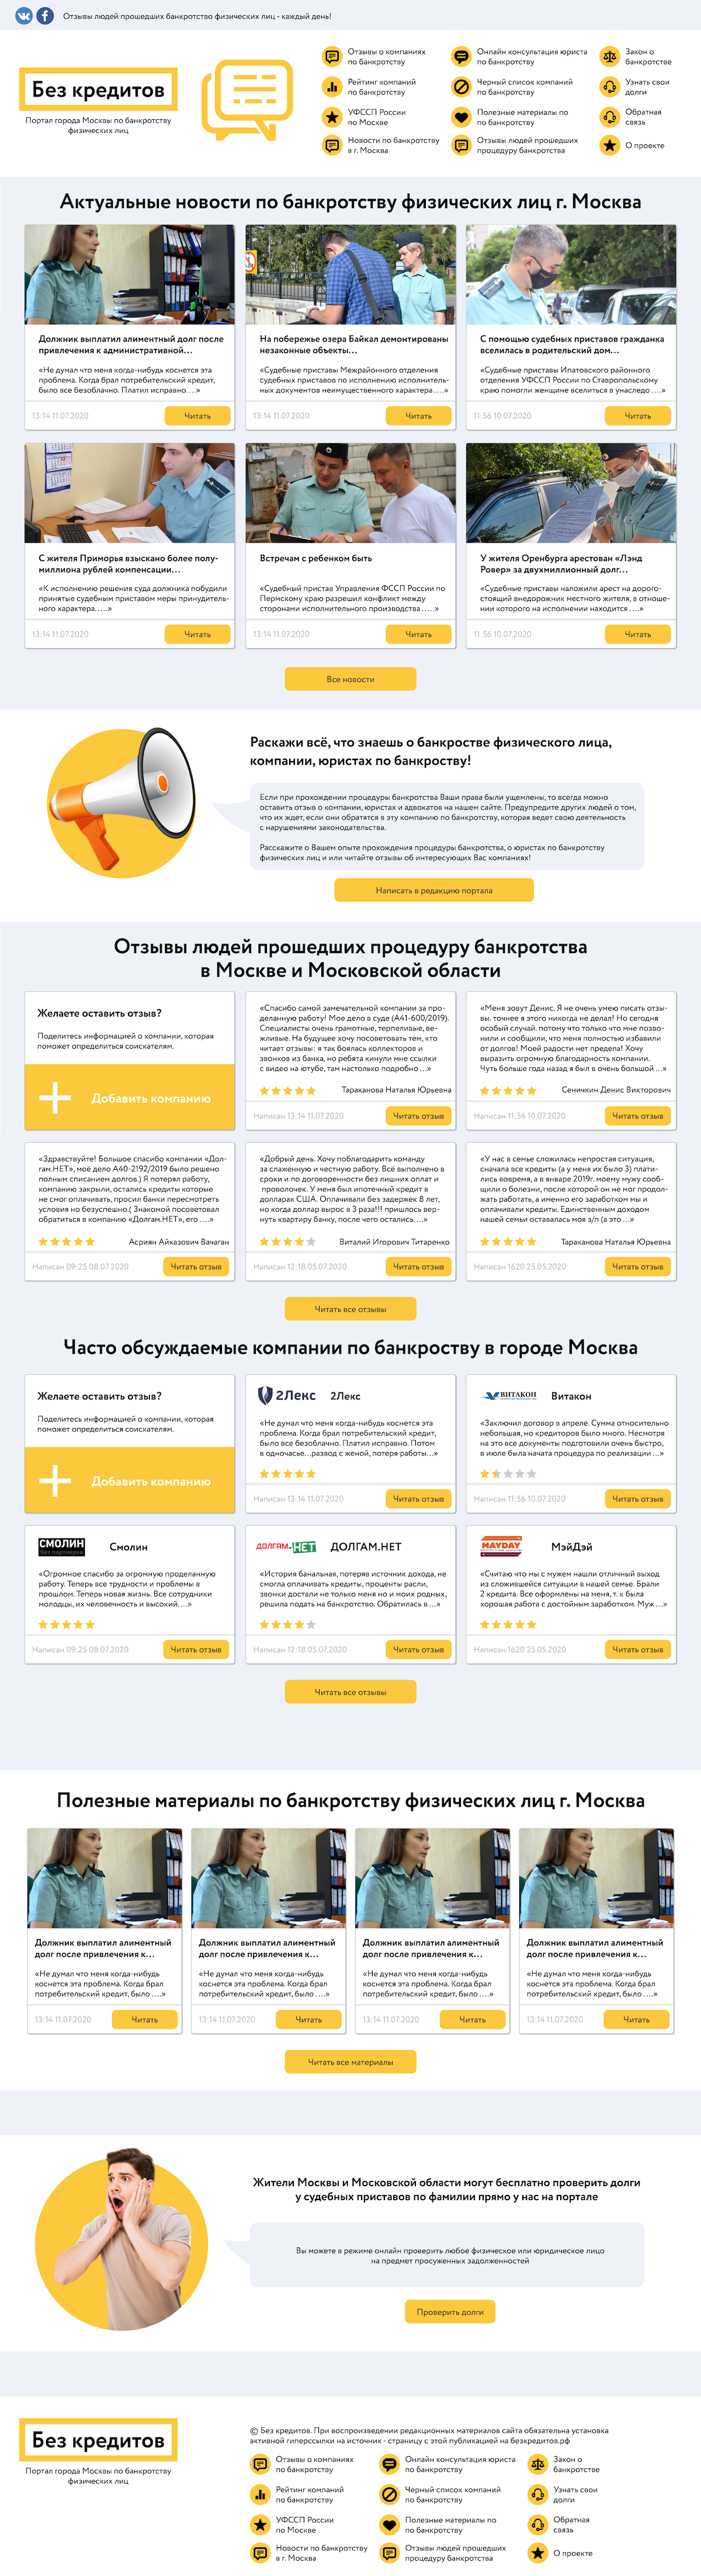 Отзывы людей прошедших банкротство физических лиц - каждый день!
Без кредитов
Портал города Москвы по банкротству
физических лиц
Отзывы о компаниях
по банкротству
Онлайн консультация юриста
по банкротству
Закон о
банкротстве
Рейтинг компаний
по банкротству
Черный список компаний
по банкротству
Узнать свои
долги
УФССП России
по Москве
Полезные материалы по
по банкротству
Обратная
связь
Новости по банкротству
в г. Москва
Отзывы людей прошедших
процедуру банкротства
О проекте
Актуальные новости по банкротству физических лиц г. Москва
Должник выплатил алиментный долг после
привлечения к административной...
«Не думал что меня когда-нибудь коснется эта
проблема. Когда брал потребительский кредит,
было все безоблачно. Платил исправно....»
13:14 11.07.2020
Читать
На побережье озера Байкал демонтированы
незаконные объекты...
«Судебные приставы Межрайонного отделения
судебных приставов по исполнению исполнитель-
ных документов неимущественного характера ....»
13:14 11.07.2020
Читать
С помощью судебных приставов гражданка
вселилась в родительский дом...
«Судебные приставы Ипатовского районного
отделения УФССП России по Ставропольскому
краю помогли женщине вселиться в унаследо ....»
11:56 10.07.2020
Читать
С жителя Приморья взыскано более полу-
миллиона рублей компенсации...
«К исполнению решения суда должника побудили
принятые судебным приставом меры принудитель-
ного характера.....»
13:14 11.07.2020
Читать
Встречам с ребенком быть
«Судебный пристав Управления ФССП России по
Пермскому краю разрешил конфликт между
сторонами исполнительного производства .....»
13:14 11.07.2020
Читать
У жителя Оренбурга арестован «Лэнд
Ровер» за двухмиллионный долг...
«Судебные приставы наложили арест на дорого-
стоящий внедорожник местного жителя, в отноше-
нии которого на исполнении находится ....»
11:56 10.07.2020
Читать
Все новости
Раскажи всё, что знаешь о банкростве физического лица,
компании, юристах по банкроству!
Если при прохождении процедуры банкротства Ваши права были ущемлены, то всегда можно
оставить отзыв о компании, юристах и адвокатов на нашем сайте. Предупредите других людей о том,
что их ждет, если они обратятся в эту компанию по банкротству, которая ведет свою деятельность
с нарушениями законодательства.
Расскажите о Вашем опыте прохождения процедуры банкротства, о юристах по банкротству
физических лиц и или читайте отзывы об интересующих Вас компаниях!
Написать в редакцию портала
Отзывы людей прошедших процедуру банкротства
в Москве и Московской области
Желаете оставить отзыв?
Поделитесь информацией о компании, которая
поможет определиться соискателям.
Добавить компанию
«Спасибо самой замечательной компании за про-
деланную работу! Мое дело в суде (А41-600/2019).
Специалисты очень грамотные, терпеливые, ве-
жливые. На будущее хочу посоветовать тем, кто
читает отзывы: я так боялась коллекторов и
звонков из банка, но ребята кинули мне ссылки
с видео на ютубе, там настолько подробно ...»
Тараканова Наталья Юрьевна
Написан 13:14 11.07.2020
Читать отзыв
«Меня зовут Денис. Я не очень умею писать отзы-
вы. точнее я этого никогда не делал! Но сегодня
особый случай. потому что только что мне позво-
нили и сообщили, что меня полностью избавили
от долгов! Моей радости нет предела! Хочу
выразить огромную благодарность компании.
Чуть больше года назад я был в очень большой ...»
Сеничкин Денис Викторович
Написан 11:56 10.07.2020
Читать отзыв
«Здравствуйте! Большое спасибо компании «Дол-
гам.НЕТ», моё дело А40-2192/2019 было решено
полным списанием долгов.) Я потерял работу,
компанию закрыли, остались кредиты которые
не смог оплачивать, просил банки пересмотреть
условия но безуспешно.( Знакомой посоветовал
обратиться в компанию «Долгам.НЕТ», его ....»
Асриян Айказович Вачаган
Написан 09:25 08.07.2020
Читать отзыв
«Добрый день. Хочу поблагодарить команду
за слаженную и честную работу. Всё выполнено в
сроки и по договоренности без лишних оплат и
проволочек. У меня был ипотечный кредит в
долларах США. Оплачивали без задержек 8 лет,
но когда доллар вырос в 3 раза!!! пришлось вер-
нуть квартиру банку, после чего остались....»
Виталий Игорович Титаренко
Написан 12:18 05.07.2020
Читать отзыв
«У нас в семье сложилась непростая ситуация,
сначала все кредиты (а у меня их было 3) плати-
лись вовремя, а в январе 2019г. моему мужу сооб-
щили о болезни, после которой он не мог продол-
жать работать, а именно его заработком мы и
оплачивали кредиты. Единственным доходом
нашей семьи оставалась моя з/п (а это ...»
Тараканова Наталья Юрьевна
Написан 1620 25.05.2020
Читать отзыв
Читать все отзывы
Часто обсуждаемые компании по банкроству в городе Москва
Желаете оставить отзыв?
Поделитесь информацией о компании, которая
поможет определиться соискателям.
Добавить компанию
2Лекс 2Лекс
«Не думал что меня когда-нибудь коснется эта
проблема. Когда брал потребительский кредит,
было все безоблачно. Платил исправно. Потом
в одночасье...развод с женой, потеря работы...»
Написан 13:14 11.07.2020
Читать отзыв
ВИТАКОН Витакон
«Заключил договор в апреле. Сумма относительно
небольшая, но кредиторов было много. Несмотря
на это все документы подготовили очень быстро,
в июле была начата процедура по реализации ...»
Написан 11:56 10.07.2020
Читать отзыв
СМОЛИН Смолин
«Огромное спасибо за огромную проделанную
работу. Теперь все трудности и проблемы в
прошлом. Теперь новая жизнь. Все сотрудники
молодцы, их человечность и высокий....»
Написан 09:25 08.07.2020
Читать отзыв
ДОЛГАМ.НЕТ ДОЛГАМ.НЕТ
«История банальная, потеряв источник дохода, не
смогла оплачивать кредиты, проценты расли,
звонки достали не только меня но и моих родных,
решила подать на банкротство. Обратилась в ...»
Написан 12:18 05.07.2020
Читать отзыв
MAYDAY МэйДэй
«Считаю что мы с мужем нашли отличный выход
из сложившейся ситуации в нашей семье. Брали
2 кредита. Все оформлены на меня, т. к была
хорошая работа с достойным заработком. Муж ...»
Написан 1620 25.05.2020
Читать отзыв
Читать все отзывы
Полезные материалы по банкротству физических лиц г. Москва
Должник выплатил алиментный
долг после привлечения к...
«Не думал что меня когда-нибудь
коснется эта проблема. Когда брал
потребительский кредит, было ....»
13:14 11.07.2020
Читать
Должник выплатил алиментный
долг после привлечения к...
«Не думал что меня когда-нибудь
коснется эта проблема. Когда брал
потребительский кредит, было ....»
13:14 11.07.2020
Читать
Должник выплатил алиментный
долг после привлечения к...
«Не думал что меня когда-нибудь
коснется эта проблема. Когда брал
потребительский кредит, было ....»
13:14 11.07.2020
Читать
Должник выплатил алиментный
долг после привлечения к...
«Не думал что меня когда-нибудь
коснется эта проблема. Когда брал
потребительский кредит, было ....»
13:14 11.07.2020
Читать
Читать все материалы
Жители Москвы и Московской области могут бесплатно проверить долги
у судебных приставов по фамилии прямо у нас на портале
Вы можете в режиме онлайн проверить любое физическое или юридическое лицо
на предмет просуженных задолженностей
Проверить долги
Без кредитов
Портал города Москвы по банкротству
физических лиц
© Без кредитов. При воспроизведении редакционных материалов сайта обязательна установка
активной гиперссылки на источник - страницу с этой публикацией на безкредитов.рф
Отзывы о компаниях
по банкротству
Онлайн консультация юриста
по банкротству
Закон о
банкротстве
Рейтинг компаний
по банкротству
Черный список компаний
по банкротству
Узнать свои
долги
УФССП России
по Москве
Полезные материалы по
по банкротству
Обратная
связь
Новости по банкротству
в г. Москва
Отзывы людей прошедших
процедуру банкротства
О проекте